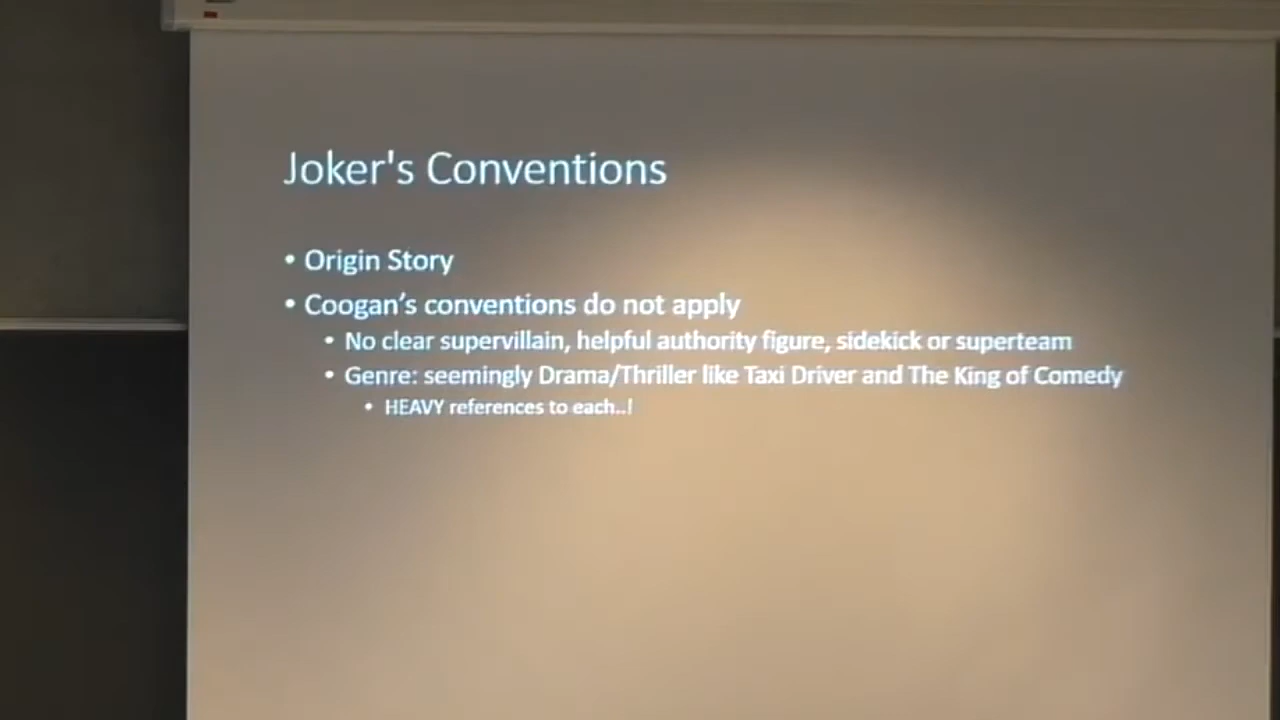 Joker's Conventions
• Origin Story
• Coogan’s conventions do not apply
• No clear supervillain, helpful authority figure, sidekick or superteam
• Genre: seemingly Drama/Thriller like Taxi Driver and The King of Comedy
• HEAVY references to each..!